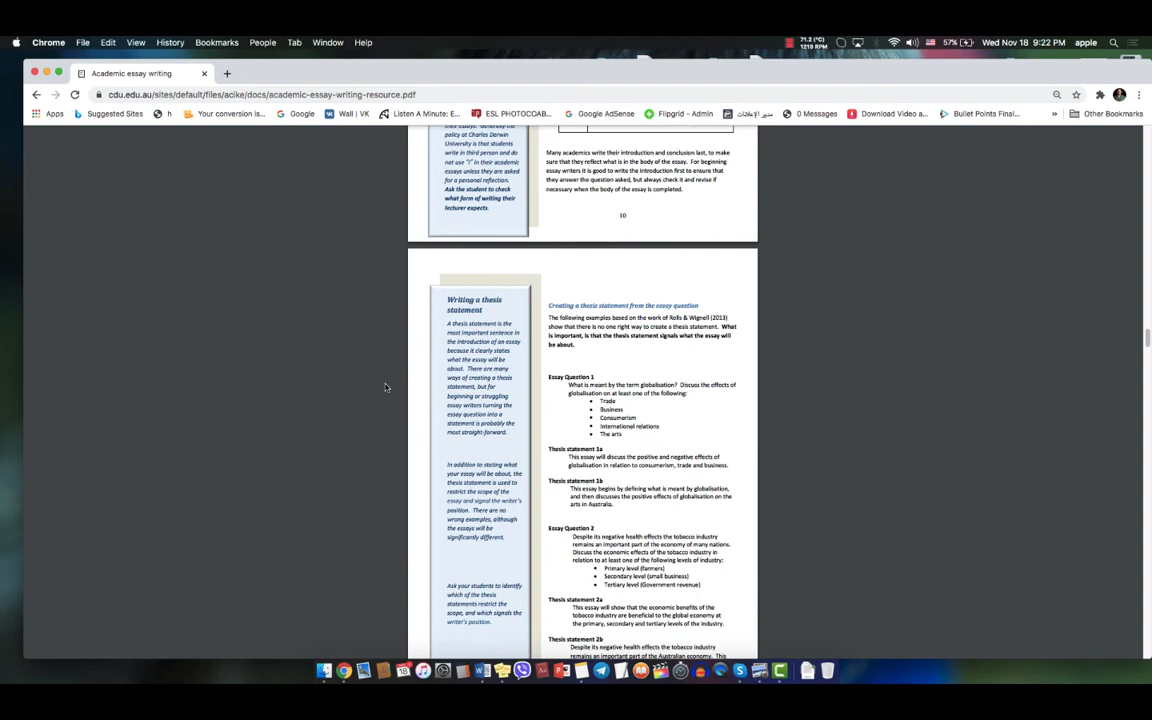 Chrome File Edit View History Bookmarks People Tab Window Help
71.2 (°C)
1219 RPM
57% Wed Nov 18 9:22 PM apple
Academic essay writing
cdu.edu.au/sites/default/files/acike/docs/academic-essay-writing-resource.pdf
Apps Suggested Sites h Your conversion is... Google Wall | VK Listen A Minute: E... ESL PHOTOCOAB... Google AdSense Flipgrid - Admin مدير الإعلانات 0 Messages Download Video a... Bullet Points Final... » Other Bookmarks
their essays. Generally the
policy at Charles Darwin
University is that students
write in third person and do
not use "I" in their academic
essays unless they are asked
for a personal reflection.
Ask the student to check
what form of writing their
lecturer expects.
Many academics write their introduction and conclusion last, to make
sure that they reflect what is in the body of the essay. For beginning
essay writers it is good to write the introduction first to ensure that
they answer the question asked, but always check it and revise if
necessary when the body of the essay is completed.
10
Writing a thesis
statement
A thesis statement is the
most important sentence in
the introduction of an essay
because it clearly states
what the essay will be
about. There are many
ways of creating a thesis
statement, but for
beginning or struggling
essay writers turning the
essay question into a
statement is probably the
most straight-forward.
In addition to stating what
your essay will be about, the
thesis statement is used to
restrict the scope of the
essay and signal the writer's
position. There are no
wrong examples, although
the essays will be
significantly different.
Ask your students to identify
which of the thesis
statements restrict the
scope, and which signals the
writer's position.
Creating a thesis statement from the essay question
The following examples based on the work of Rolls & Wignell (2013)
show that there is no one right way to create a thesis statement. What
is important, is that the thesis statement signals what the essay will
be about.
Essay Question 1
What is meant by the term globalisation? Discuss the effects of
globalisation on at least one of the following:
• Trade
• Business
• Consumerism
• International relations
• The arts
Thesis statement 1a
This essay will discuss the positive and negative effects of
globalisation in relation to consumerism, trade and business.
Thesis statement 1b
This essay begins by defining what is meant by globalisation,
and then discusses the positive effects of globalisation on the
arts in Australia.
Essay Question 2
Despite its negative health effects the tobacco industry
remains an important part of the economy of many nations.
Discuss the economic effects of the tobacco industry in
relation to at least one of the following levels of industry:
• Primary level (farmers)
• Secondary level (small business)
• Tertiary level (Government revenue)
Thesis statement 2a
This essay will show that the economic benefits of the
tobacco industry are beneficial to the global economy at
the primary, secondary and tertiary levels of the industry.
Thesis statement 2b
Despite its negative health effects the tobacco industry
remains an important part of the Australian economy. This